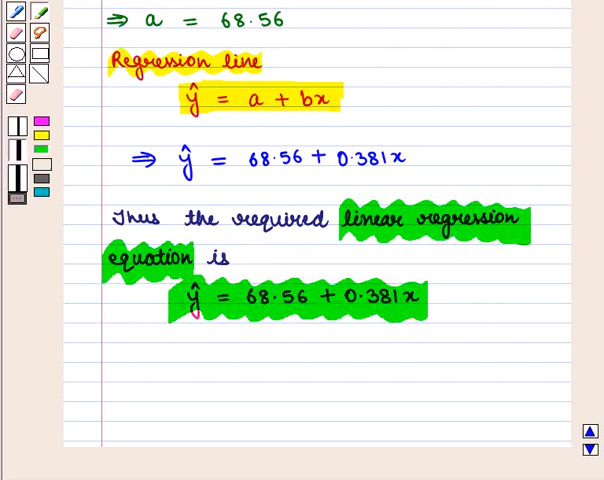 ⇒ a = 68.56
Regression line
ŷ = a + bx
⇒ ŷ = 68.56 + 0.381x
Thus the required linear regression
equation is
ŷ = 68.56 + 0.381x